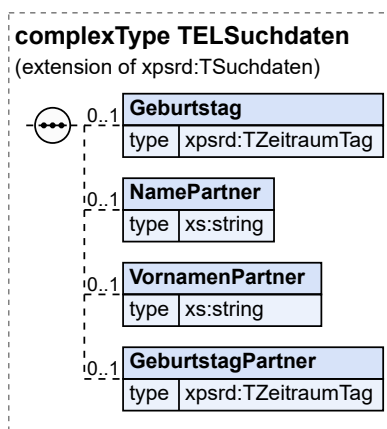 complexType TELSuchdaten
(extension of xpsrd:TSuchdaten)
0..1 Geburtstag
type xpsrd:TZeitraumTag
0..1 NamePartner
type xs:string
0..1 VornamenPartner
type xs:string
0..1 GeburtstagPartner
type xpsrd:TZeitraumTag